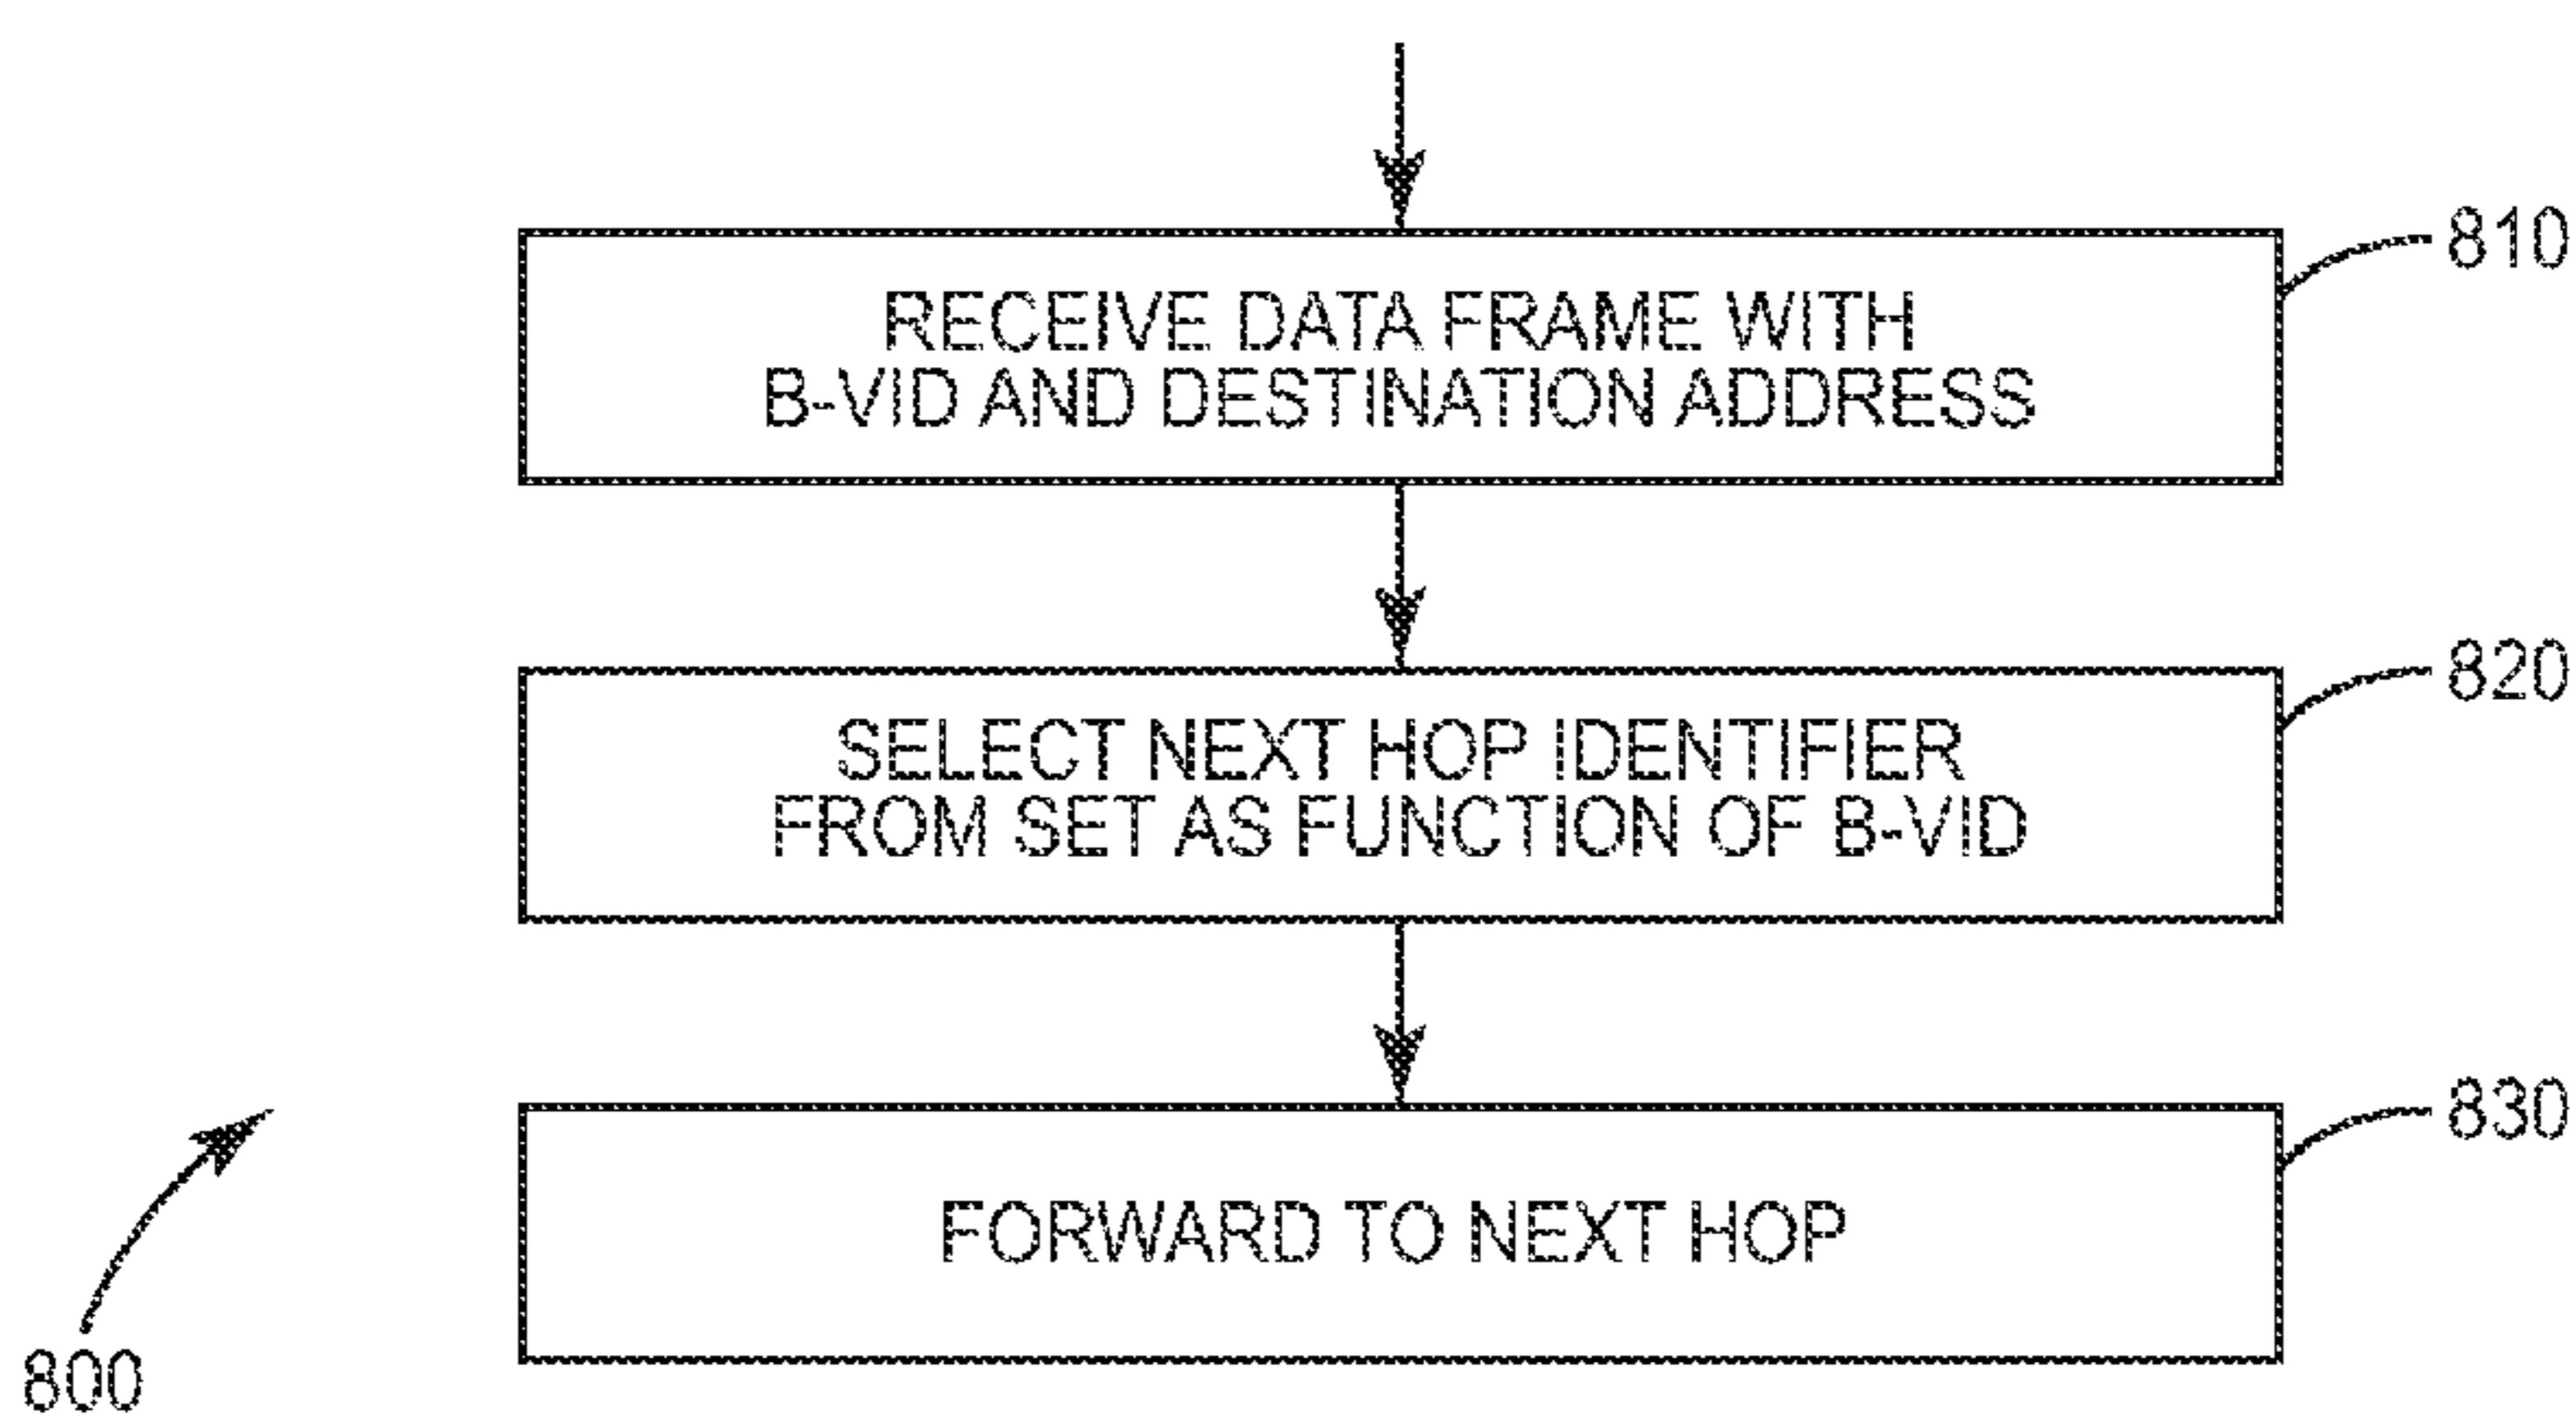 810
RECEIVE DATA FRAME WITH
B-VID AND DESTINATION ADDRESS
820
SELECT NEXT HOP IDENTIFIER
FROM SET AS FUNCTION OF B-VID
830
FORWARD TO NEXT HOP
800